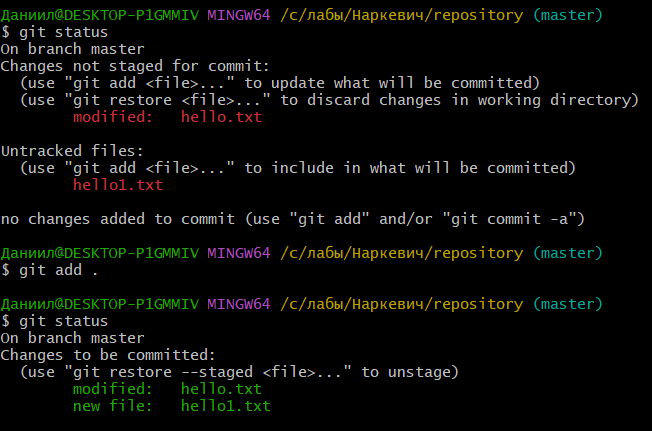 Даниил@DESKTOP-P1GMMIV MINGW64 /c/лабы/Наркевич/repository (master)
$ git status
On branch master
Changes not staged for commit:
  (use "git add <file>..." to update what will be committed)
  (use "git restore <file>..." to discard changes in working directory)
        modified:   hello.txt

Untracked files:
  (use "git add <file>..." to include in what will be committed)
        hello1.txt

no changes added to commit (use "git add" and/or "git commit -a")

Даниил@DESKTOP-P1GMMIV MINGW64 /c/лабы/Наркевич/repository (master)
$ git add .

Даниил@DESKTOP-P1GMMIV MINGW64 /c/лабы/Наркевич/repository (master)
$ git status
On branch master
Changes to be committed:
  (use "git restore --staged <file>..." to unstage)
        modified:   hello.txt
        new file:   hello1.txt